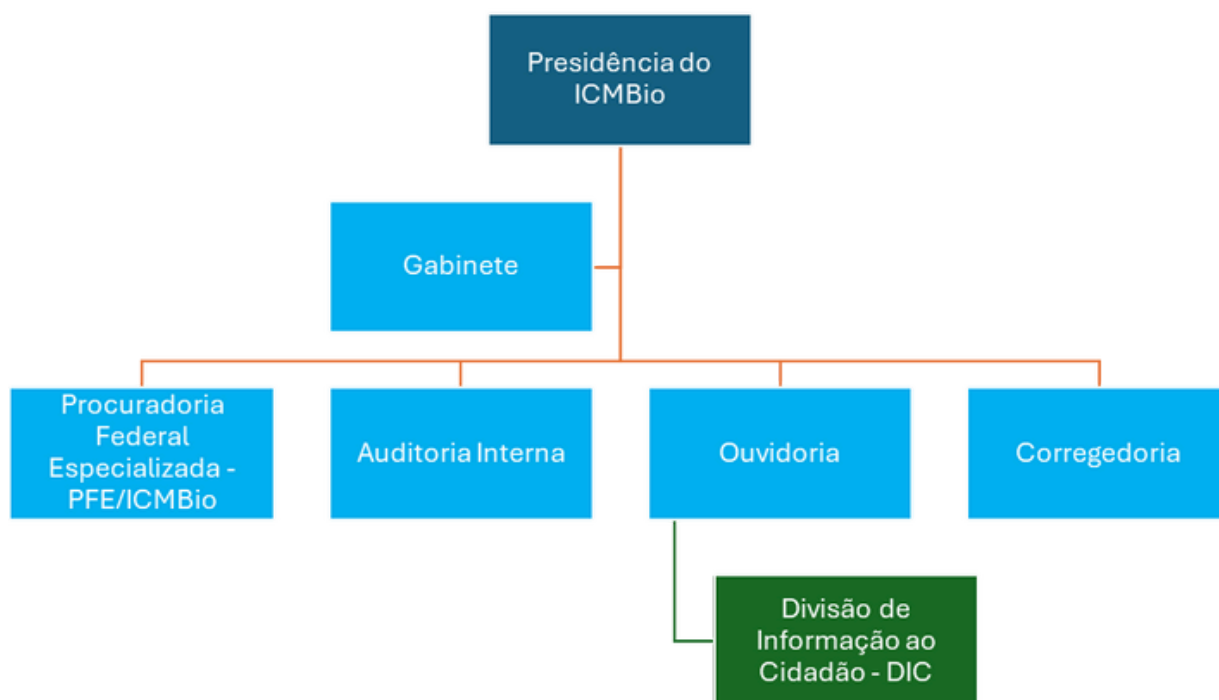 Presidência do
ICMBio
Gabinete
Procuradoria
Federal
Especializada -
PFE/ICMBio
Auditoria Interna
Ouvidoria
Corregedoria
Divisão de
Informação ao
Cidadão - DIC